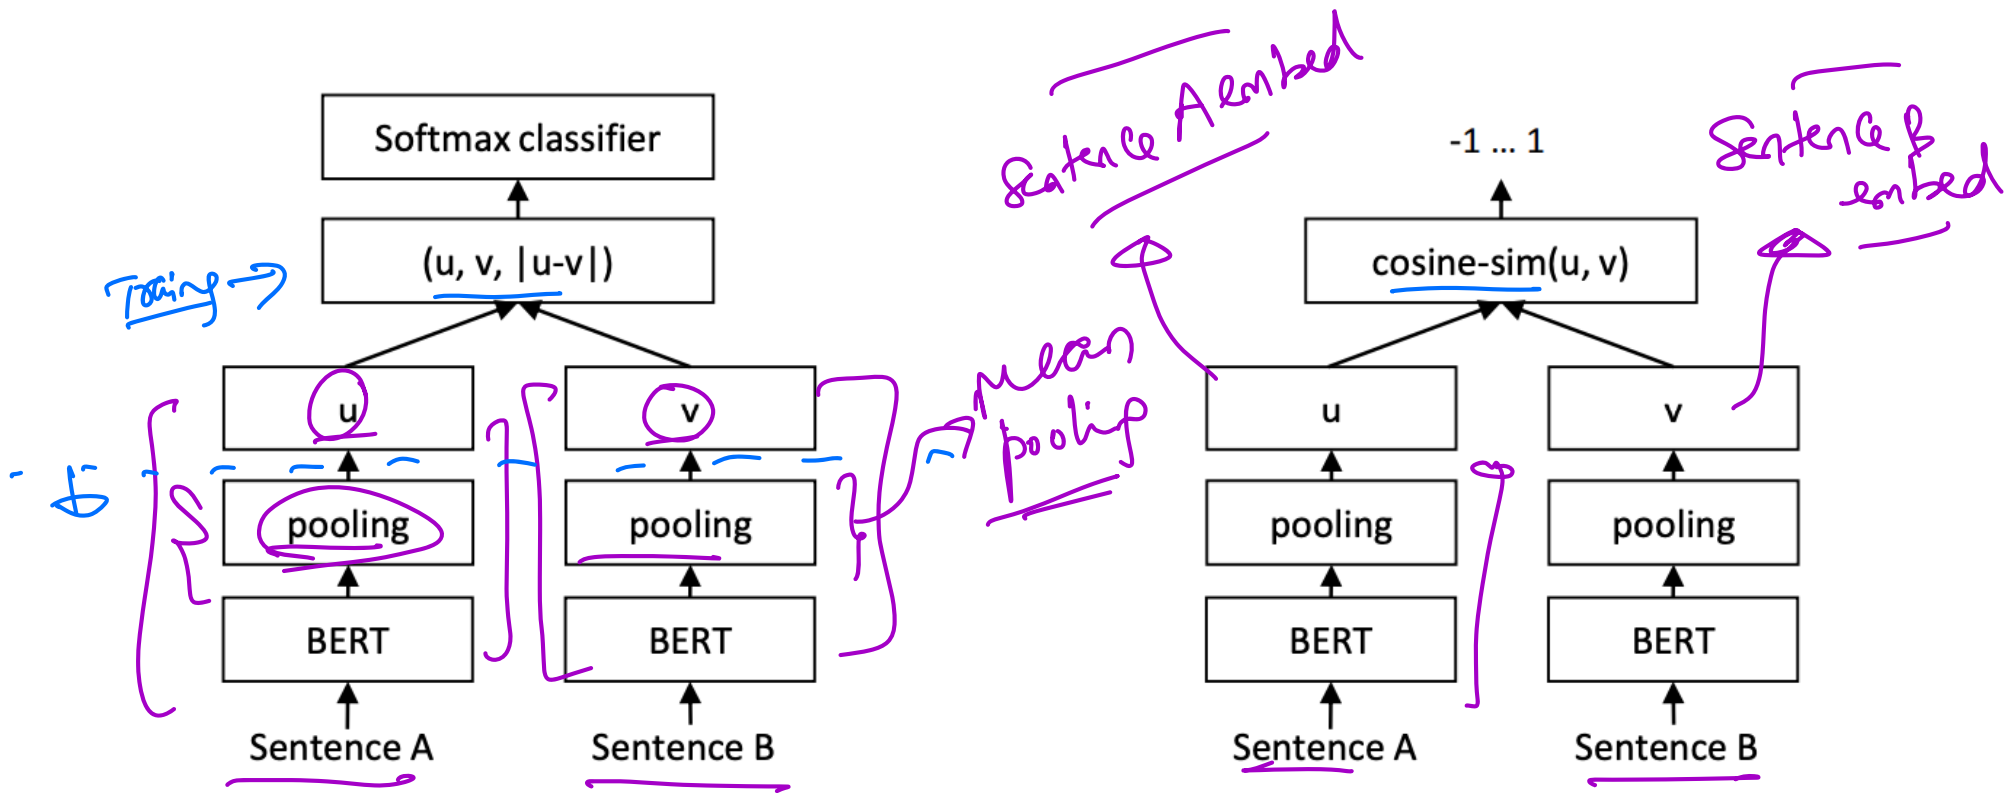 Softmax classifier
(u, v, |u-v|)
Traing
u
v
pooling
pooling
BERT
BERT
Sentence A
Sentence B
Mean
pooling
Sentence A embed
-1 ... 1
Sentence B
embed
cosine-sim(u, v)
u
v
pooling
pooling
BERT
BERT
Sentence A
Sentence B